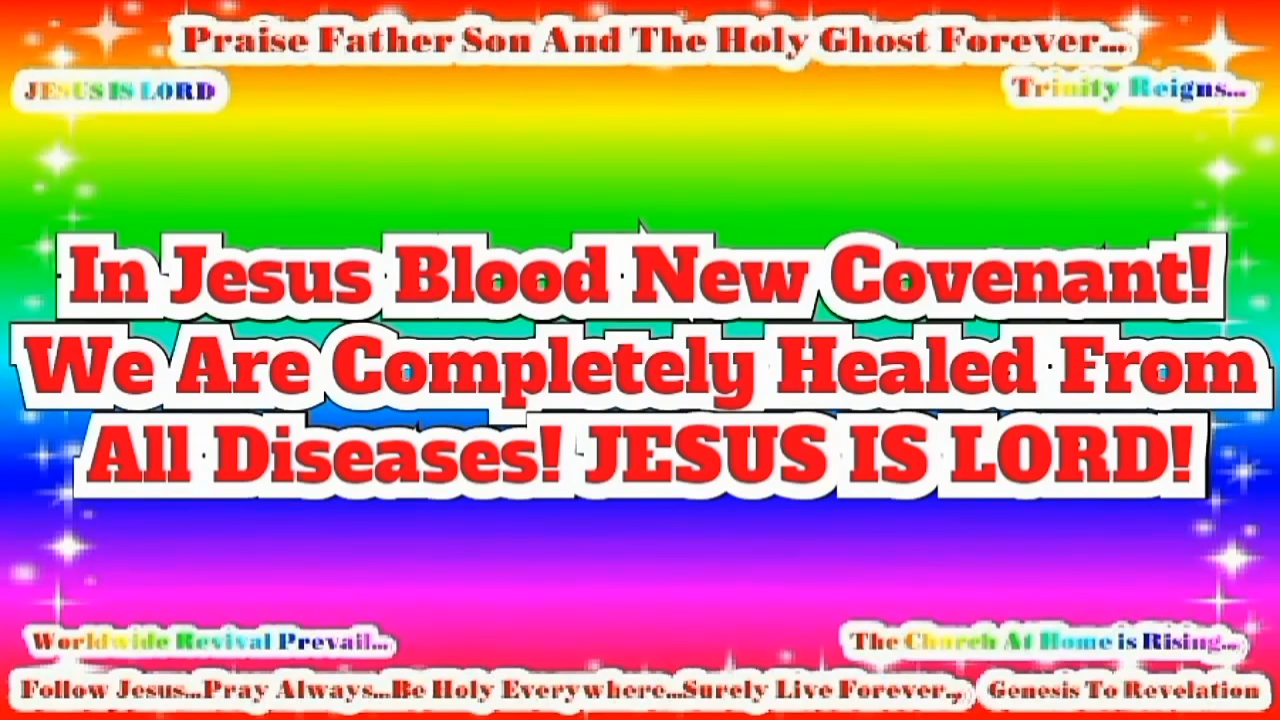 Praise Father Son And The Holy Ghost Forever...
JESUS IS LORD
Trinity Reigns...
In Jesus Blood New Covenant!
We Are Completely Healed From
All Diseases! JESUS IS LORD!
Worldwide Revival Prevail...
The Church At Home is Rising...
Follow Jesus...Pray Always...Be Holy Everywhere...Surely Live Forever.,, Genesis To Revelation